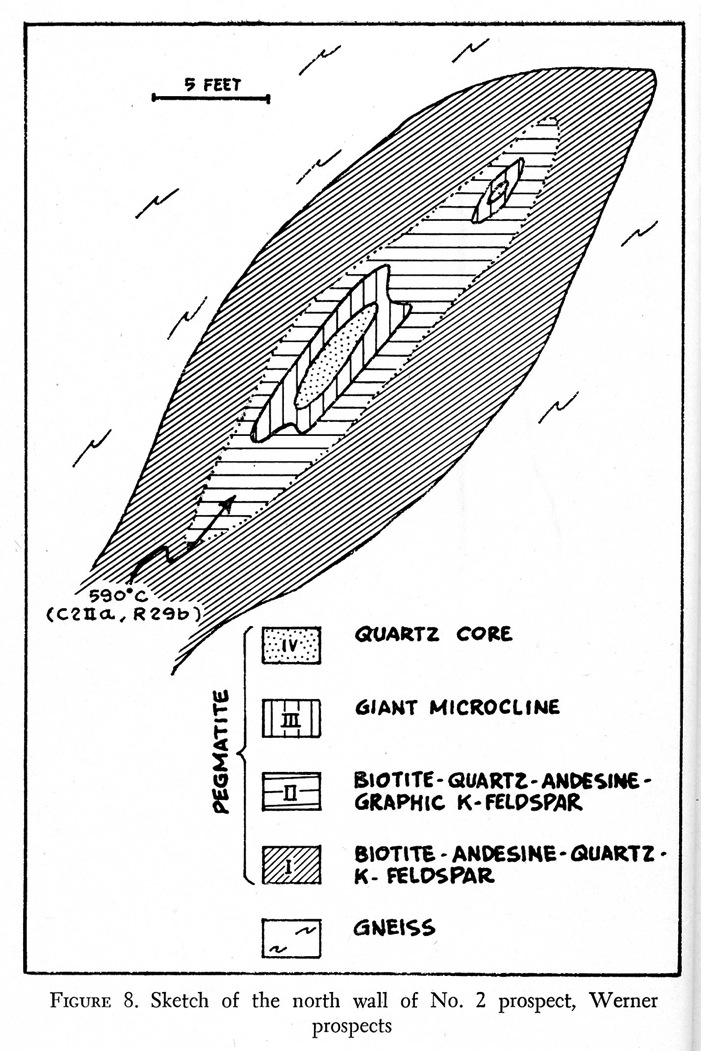 5 FEET
590°C
(C2IIa, R29b)
PEGMATITE
IV QUARTZ CORE
III GIANT MICROCLINE
II BIOTITE-QUARTZ-ANDESINE-
GRAPHIC K-FELDSPAR
I BIOTITE-ANDESINE-QUARTZ-
K-FELDSPAR
GNEISS
FIGURE 8. Sketch of the north wall of No. 2 prospect, Werner
prospects